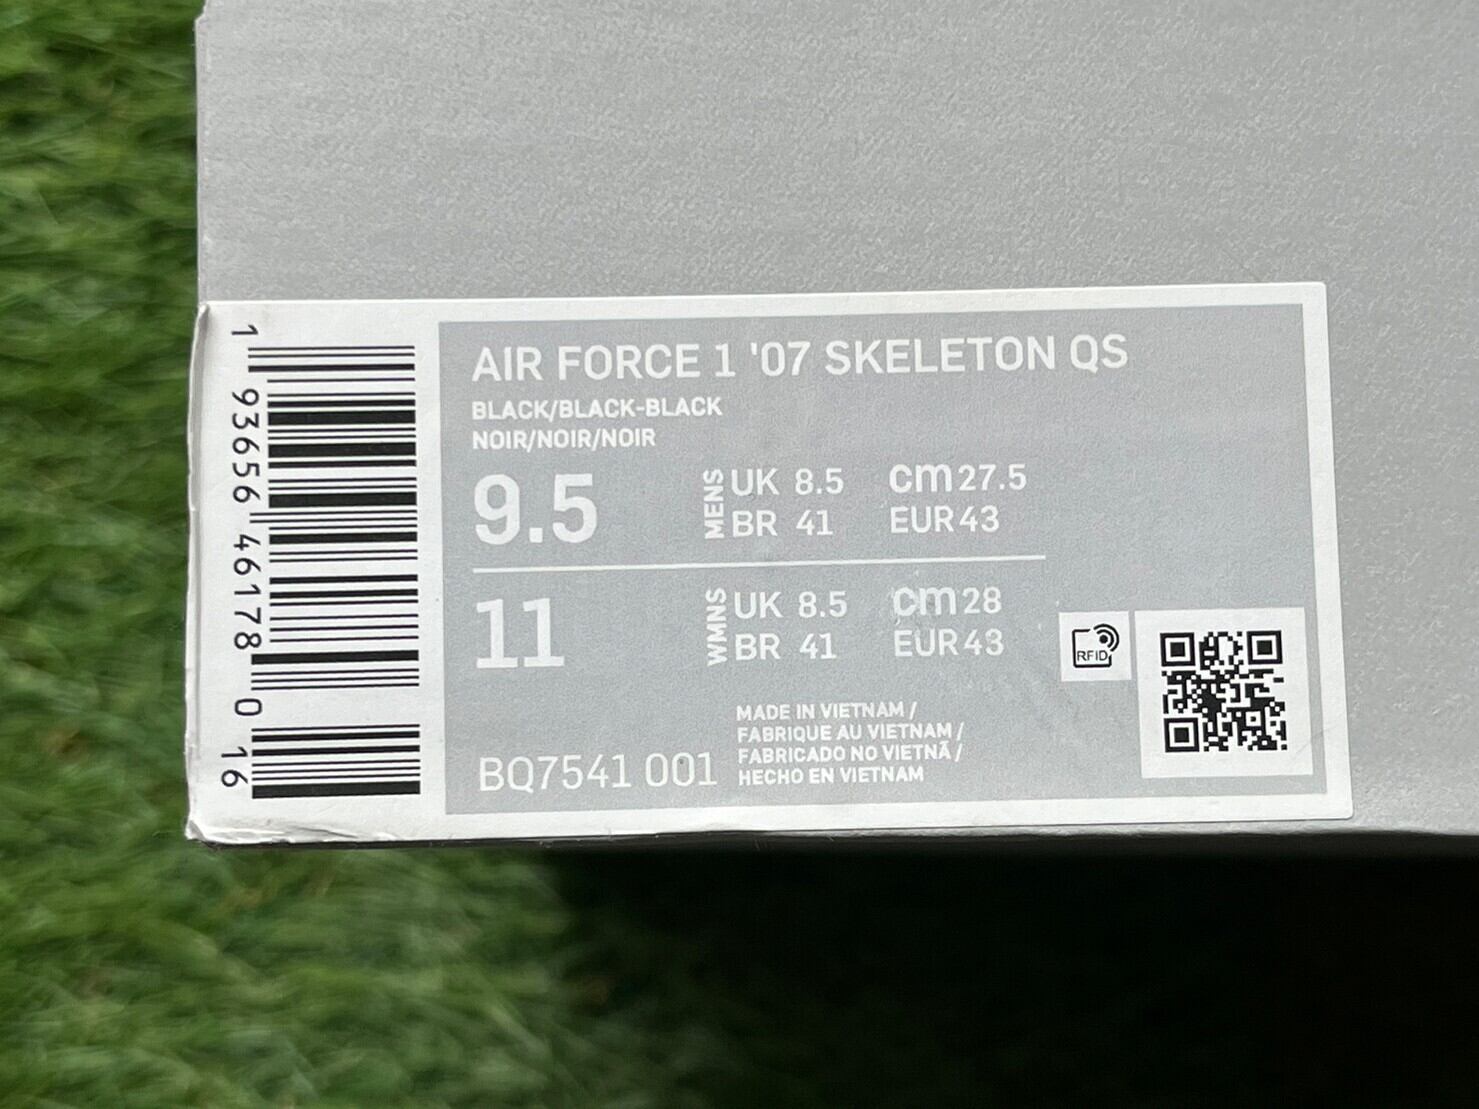 AIR FORCE 1 '07 SKELETON QS
BLACK/BLACK-BLACK
NOIR/NOIR/NOIR
9.5 MENS UK 8.5 cm 27.5
BR 41 EUR 43
11 WMNS UK 8.5 cm 28
BR 41 EUR 43
RFID
MADE IN VIETNAM /
FABRIQUE AU VIETNAM /
FABRICADO NO VIETNÃ /
HECHO EN VIETNAM
BQ7541 001
1 93656 46178 0 16